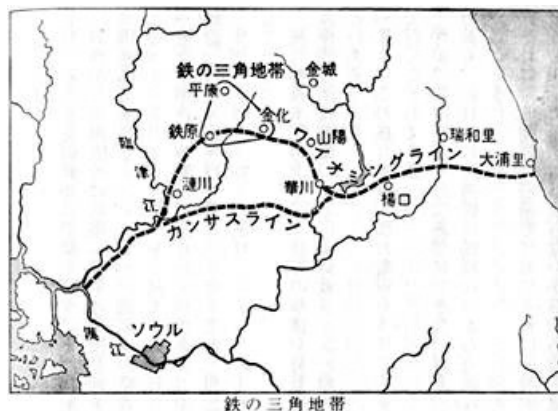 鉄の三角地帯
金城
平康
金化
鉄原
山陽
ワイオミングライン
瑞和里
大浦里
臨津江
漣川
華川
楊口
カンサスライン
ソウル
漢江
鉄の三角地帯